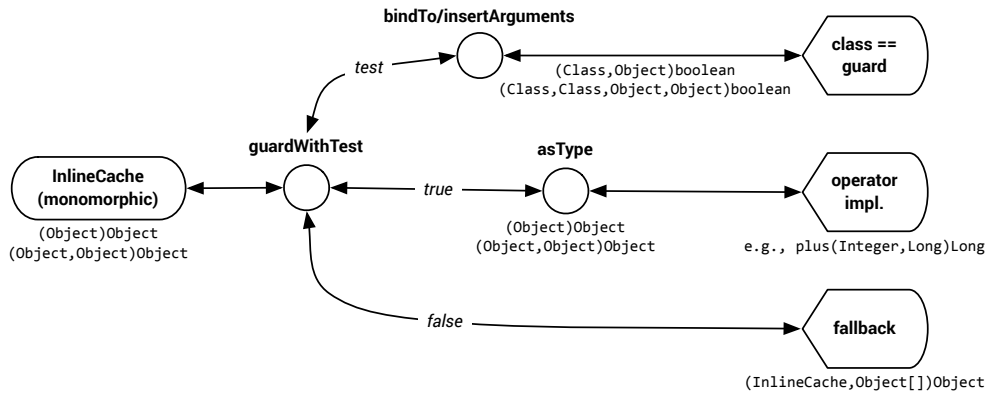 bindTo/insertArguments
class ==
guard
test
(Class,Object)boolean
(Class,Class,Object,Object)boolean
guardWithTest
asType
InlineCache
(monomorphic)
true
operator
impl.
(Object)Object
(Object,Object)Object
(Object)Object
(Object,Object)Object
e.g., plus(Integer,Long)Long
false
fallback
(InlineCache,Object[])Object